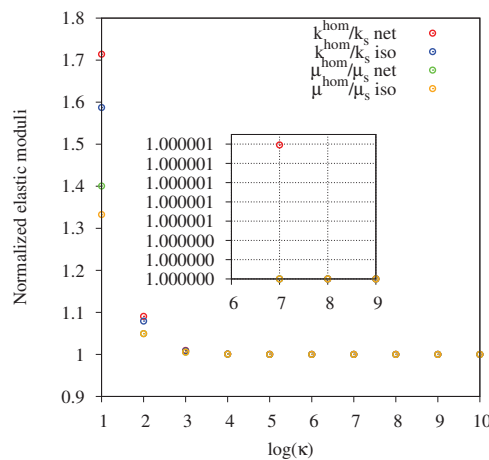 1.8
1.7
1.6
1.5
1.4
1.3
1.2
1.1
1
0.9
Normalized elastic moduli
k^hom/k_s net
k^hom/k_s iso
μ^hom/μ_s net
μ^hom/μ_s iso
1.000001
1.000001
1.000001
1.000001
1.000001
1.000000
1.000000
1.000000
6 7 8 9
1 2 3 4 5 6 7 8 9 10
log(κ)